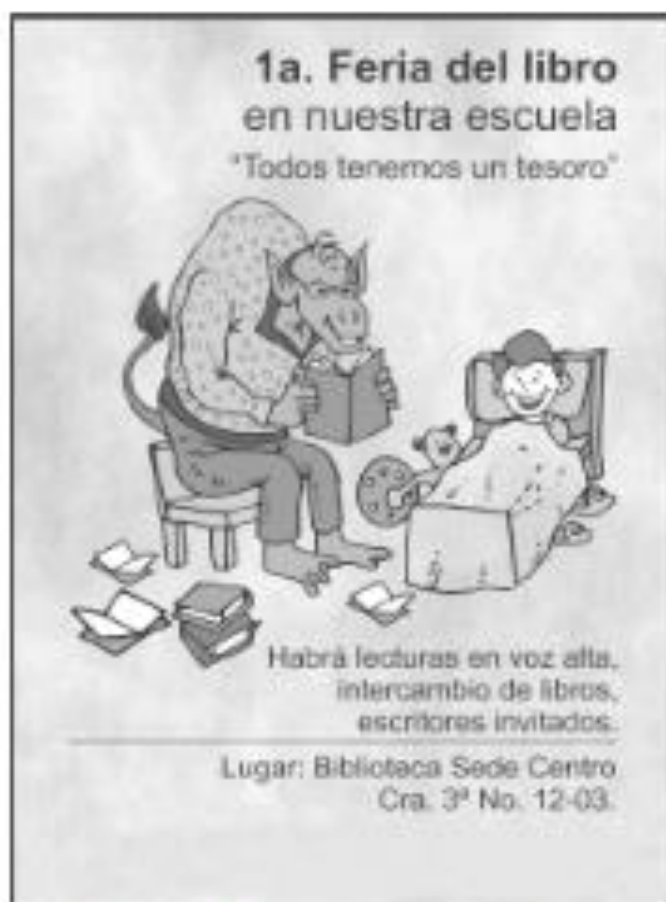 1a. Feria del libro
en nuestra escuela
"Todos tenemos un tesoro"
Habrá lecturas en voz alta,
intercambio de libros,
escritores invitados.
Lugar: Biblioteca Sede Centro
Cra. 3ª No. 12-03.